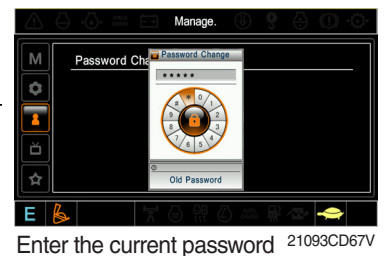 Manage.
M
Password Cha
Password Change
*****
* 0 1 2 3 4 5 6 7 8 9 #
Old Password
E
Enter the current password 21093CD67V